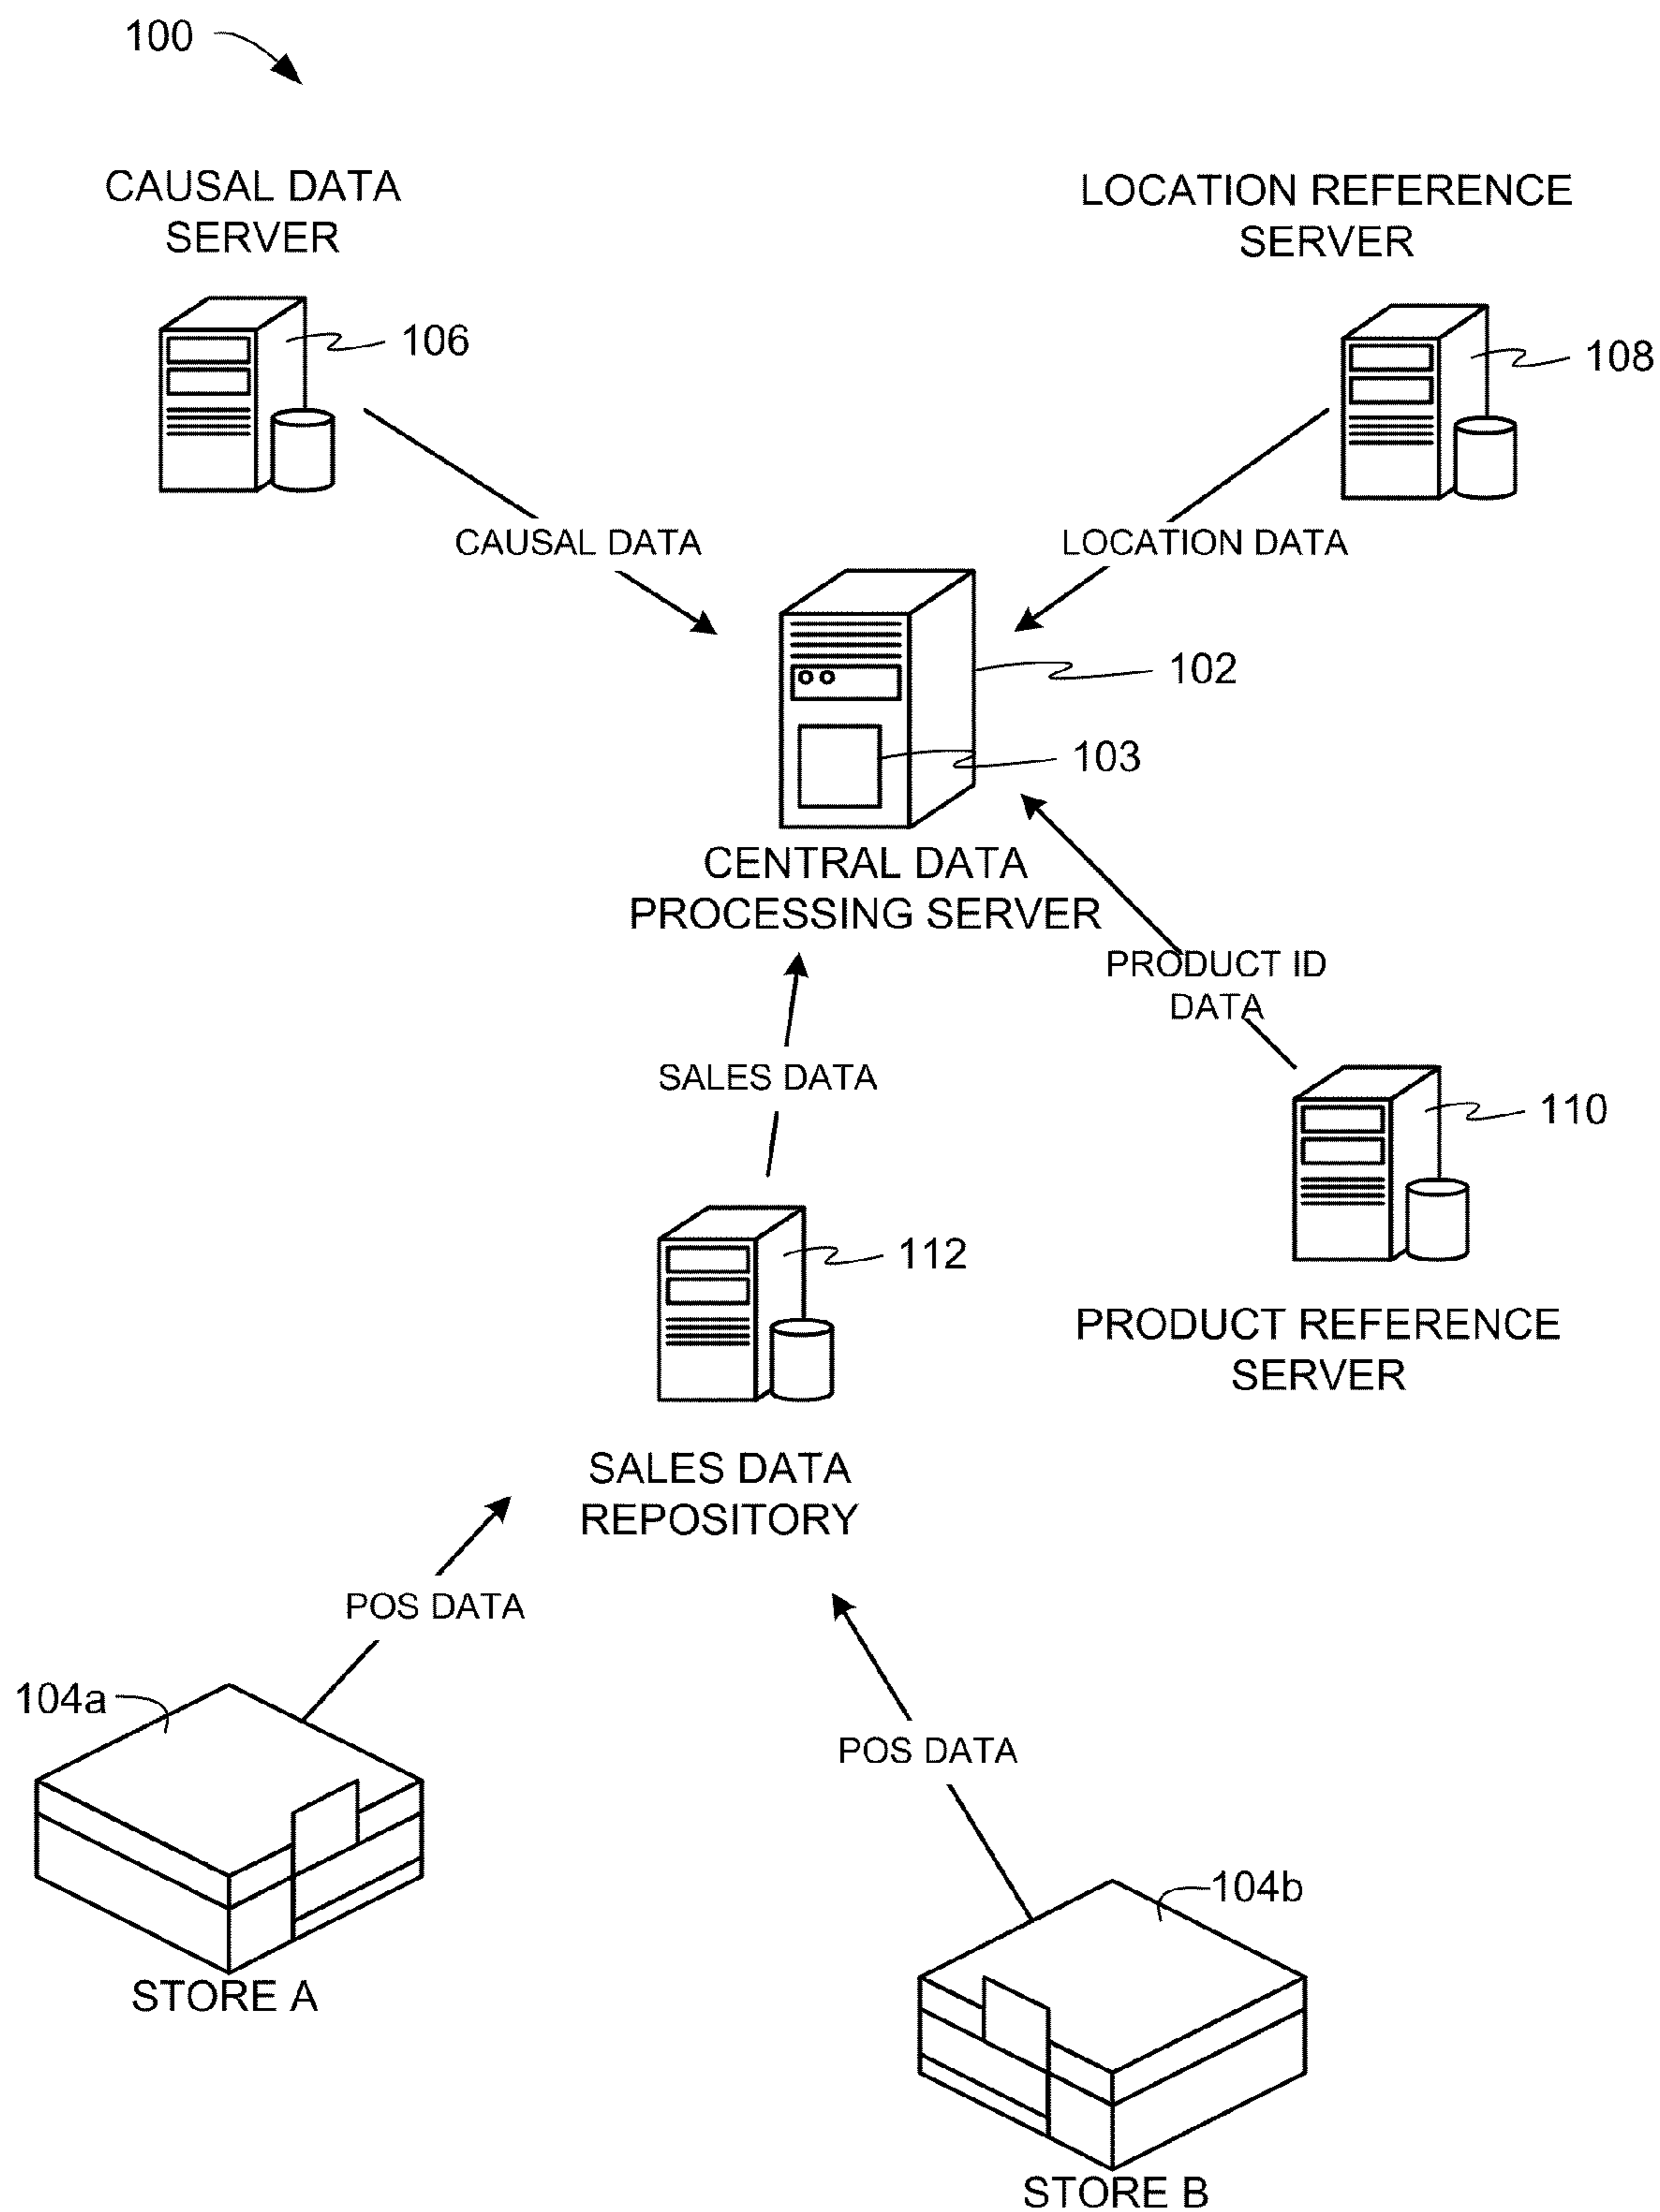 100
CAUSAL DATA
SERVER
LOCATION REFERENCE
SERVER
106
108
CAUSAL DATA
LOCATION DATA
102
103
CENTRAL DATA
PROCESSING SERVER
PRODUCT ID
DATA
SALES DATA
110
112
PRODUCT REFERENCE
SERVER
SALES DATA
REPOSITORY
POS DATA
104a
POS DATA
104b
STORE A
STORE B